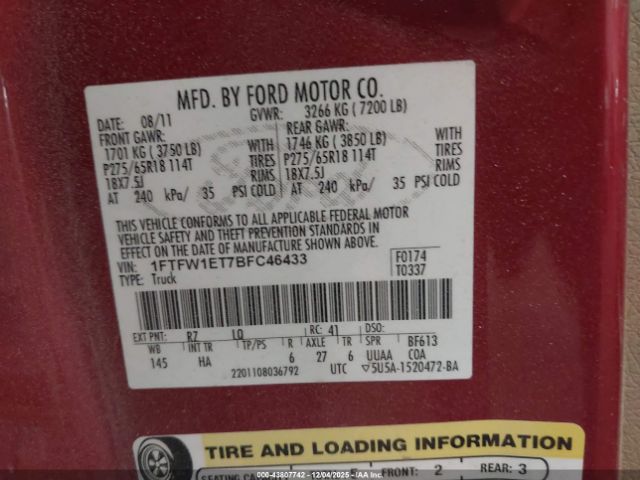 MFD. BY FORD MOTOR CO.
DATE: 08/11 GVWR: 3266 KG ( 7200 LB)
FRONT GAWR: REAR GAWR:
1701 KG ( 3750 LB) WITH 1746 KG ( 3850 LB) WITH
P275/65R18 114T TIRES P275/65R18 114T TIRES
18X7.5J RIMS 18X7.5J RIMS
AT 240 kPa/ 35 PSI COLD AT 240 kPa/ 35 PSI COLD
THIS VEHICLE CONFORMS TO ALL APPLICABLE FEDERAL MOTOR
VEHICLE SAFETY AND THEFT PREVENTION STANDARDS IN
EFFECT ON THE DATE OF MANUFACTURE SHOWN ABOVE.
VIN: 1FTFW1ET7BFC46433 F0174
TYPE: Truck T0337
EXT PNT: R7 LQ RC: 41 DSO:
WB INT TR TP/PS R AXLE TR SPR BF613
145 HA 6 27 6 UUAA COA
2201108036792 UTC ▽5U5A-1520472-BA
TIRE AND LOADING INFORMATION
FRONT: 2 REAR: 3
© - 43807742 - 12/04/2025 - IAAI